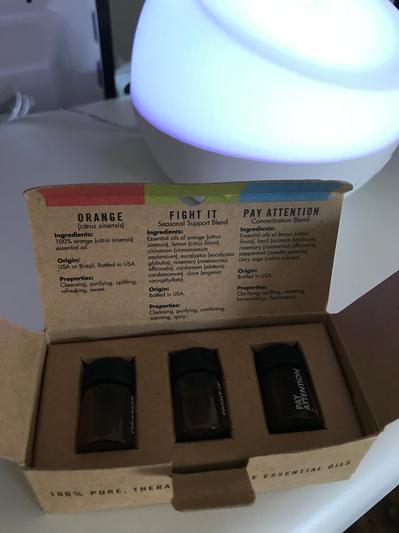 ORANGE
(citrus sinensis)
Ingredients:
100% orange (citrus sinensis)
essential oil.
Origin:
USA or Brazil. Bottled in USA.
Properties:
Cleansing, purifying, uplifting,
refreshing, sweet.
FIGHT IT
Seasonal Support Blend
Ingredients:
Essential oils of orange (citrus
sinensis), lemon (citrus limon),
cinnamon (cinnamomum
zeylanicum), eucalyptus (eucalyptus
globulus), rosemary (rosmarinus
officinalis), cardamom (elettaria
cardamomum), clove (eugenia
caryophyllata).
Origin:
Bottled in USA.
Properties:
Cleansing, purifying, comforting,
warming, spicy.
PAY ATTENTION
Concentration Blend
Ingredients:
Essential oils of lemon (citrus
limon), basil (ocimum basilicum),
rosemary (rosmarinus officinalis),
peppermint (mentha piperita),
clary sage (salvia sclarea).
Origin:
Bottled in USA.
Properties:
Clarifying, uplifting, centering,
harmonizing, herbaceous.
PAY
ATTENTION
100% PURE, THERA
E ESSENTIAL OILS